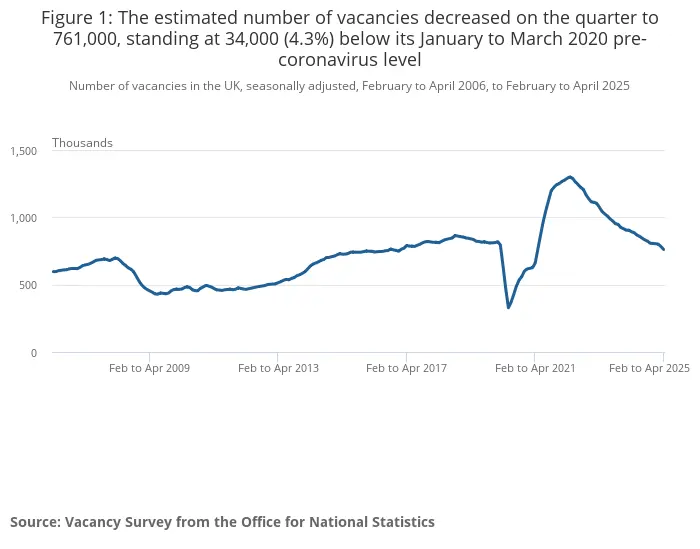 Figure 1: The estimated number of vacancies decreased on the quarter to
761,000, standing at 34,000 (4.3%) below its January to March 2020 pre-
coronavirus level
Number of vacancies in the UK, seasonally adjusted, February to April 2006, to February to April 2025
Thousands
1,500
1,000
500
0
Feb to Apr 2009
Feb to Apr 2013
Feb to Apr 2017
Feb to Apr 2021
Feb to Apr 2025
Source: Vacancy Survey from the Office for National Statistics